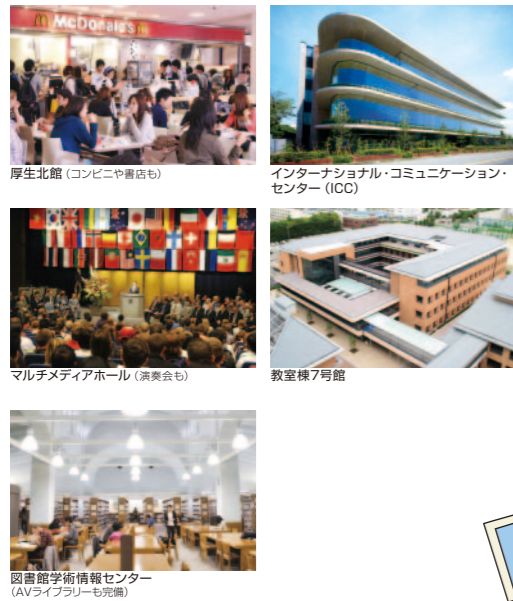 McDonald's
厚生北館（コンビニや書店も）
インターナショナル・コミュニケーション・
センター（ICC）
マルチメディアホール（演奏会も）
教室棟7号館
図書館学術情報センター
（AVライブラリーも完備）